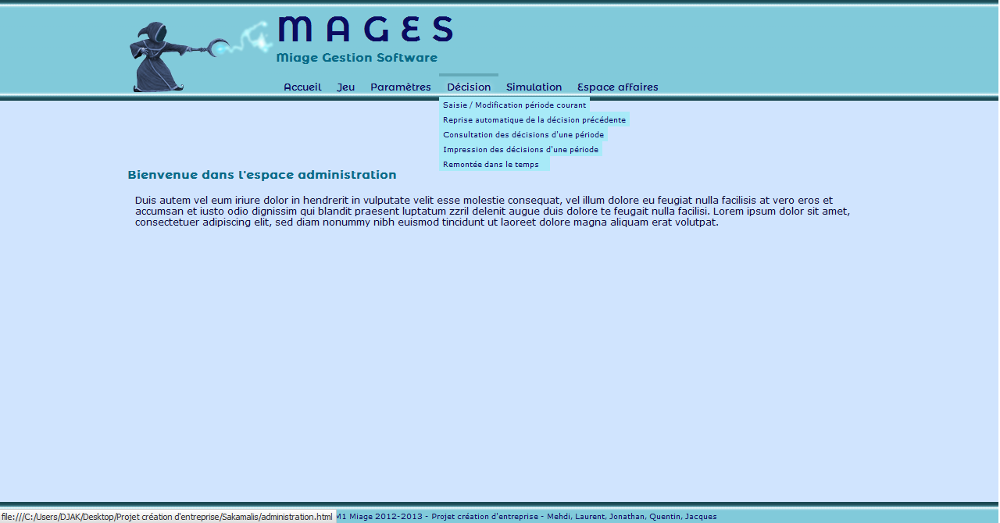 M A G E S
Miage Gestion Software
Accueil Jeu Paramètres Décision Simulation Espace affaires
Saisie / Modification période courant
Reprise automatique de la décision précédente
Consultation des décisions d'une période
Impression des décisions d'une période
Remontée dans le temps
Bienvenue dans l'espace administration
Duis autem vel eum iriure dolor in hendrerit in vulputate velit esse molestie consequat, vel illum dolore eu feugiat nulla facilisis at vero eros et
accumsan et iusto odio dignissim qui blandit praesent luptatum zzril delenit augue duis dolore te feugait nulla facilisi. Lorem ipsum dolor sit amet,
consectetuer adipiscing elit, sed diam nonummy nibh euismod tincidunt ut laoreet dolore magna aliquam erat volutpat.
file:///C:/Users/DJAK/Desktop/Projet création d'entreprise/Sakamalis/administration.html M1 Miage 2012-2013 - Projet création d'entreprise - Mehdi, Laurent, Jonathan, Quentin, Jacques